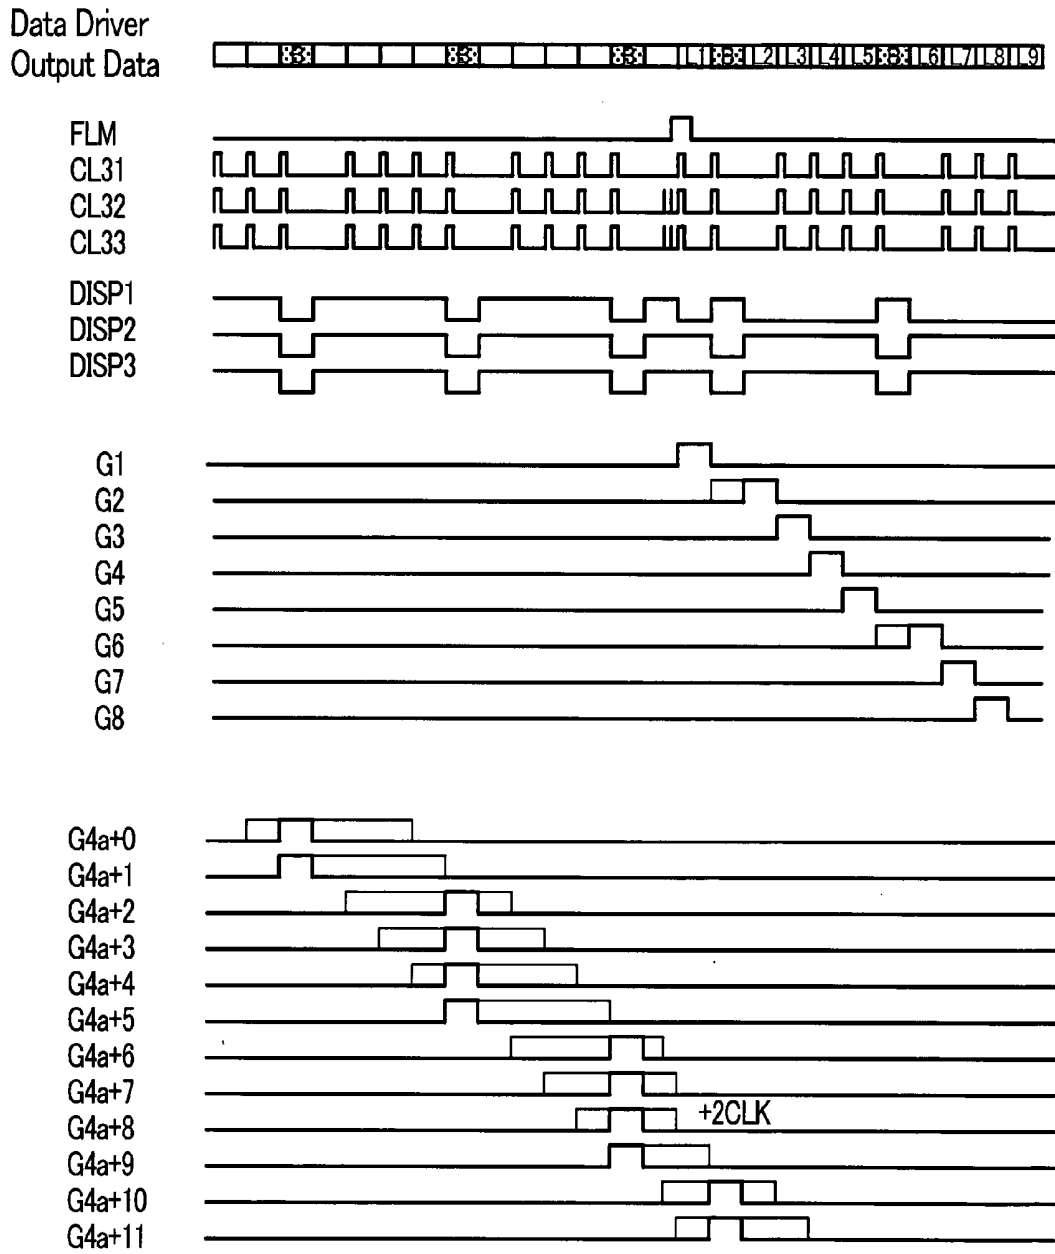 Data Driver
Output Data
B B B L1 B L2 L3 L4 L5 B L6 L7 L8 L9
FLM
CL31
CL32
CL33
DISP1
DISP2
DISP3
G1
G2
G3
G4
G5
G6
G7
G8
G4a+0
G4a+1
G4a+2
G4a+3
G4a+4
G4a+5
G4a+6
G4a+7
G4a+8 +2CLK
G4a+9
G4a+10
G4a+11